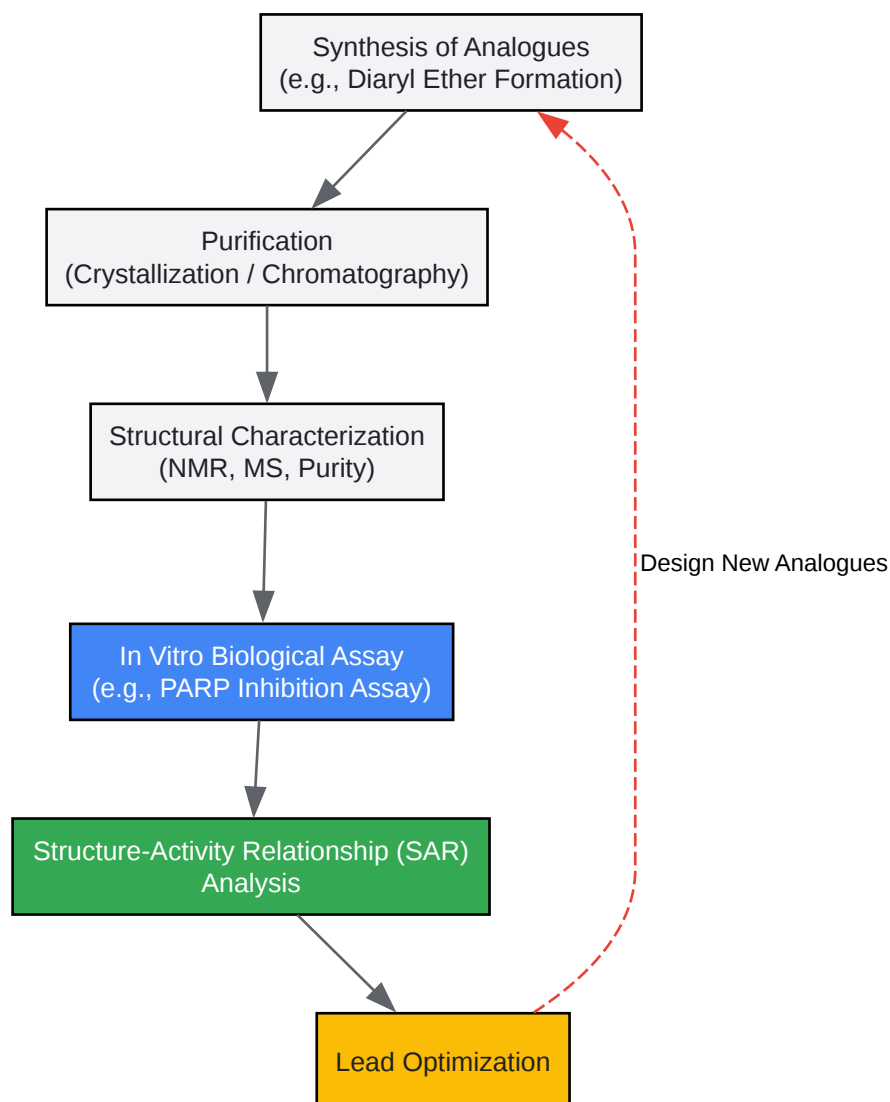 Synthesis of Analogues
(e.g., Diaryl Ether Formation)
Purification
(Crystallization / Chromatography)
Structural Characterization
(NMR, MS, Purity)
Design New Analogues
In Vitro Biological Assay
(e.g., PARP Inhibition Assay)
Structure-Activity Relationship (SAR)
Analysis
Lead Optimization